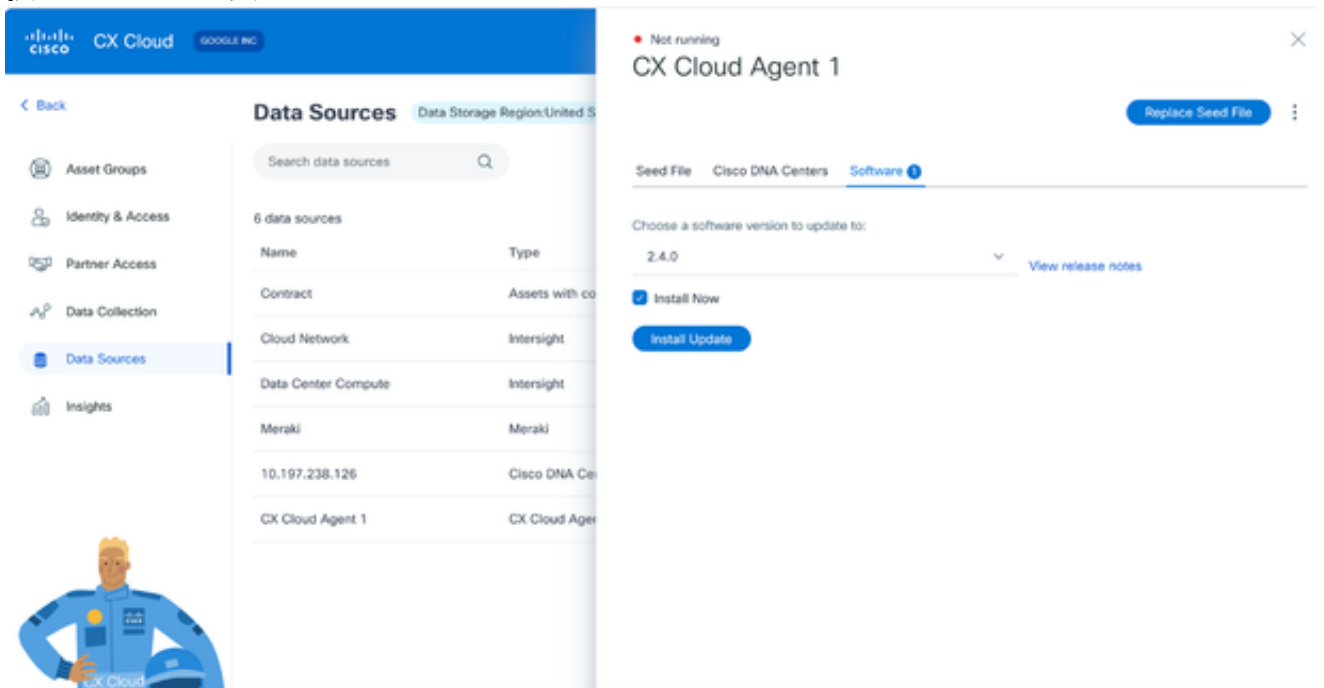 cisco
CX Cloud
GOOGLE INC
Back
Asset Groups
Identity & Access
Partner Access
Data Collection
Data Sources
Insights
CX Cloud
Data Sources
Data Storage Region:United S
Search data sources
6 data sources
Name Type
Contract Assets with co
Cloud Network Intersight
Data Center Compute Intersight
Meraki Meraki
10.197.238.126 Cisco DNA Ce
CX Cloud Agent 1 CX Cloud Age
Not running
CX Cloud Agent 1
Replace Seed File
Seed File Cisco DNA Centers Software 1
Choose a software version to update to:
2.4.0
View release notes
Install Now
Install Update